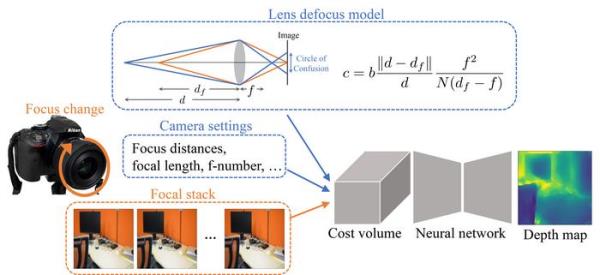 Lens defocus model
Image
Circle of
Confusion
d_f
f
d
c = b \frac{\|d - d_f\|}{d} \frac{f^2}{N(d_f - f)}
Focus change
Nikon
Camera settings
Focus distances,
focal length, f-number, ...
Focal stack
...
Cost volume
Neural network
Depth map